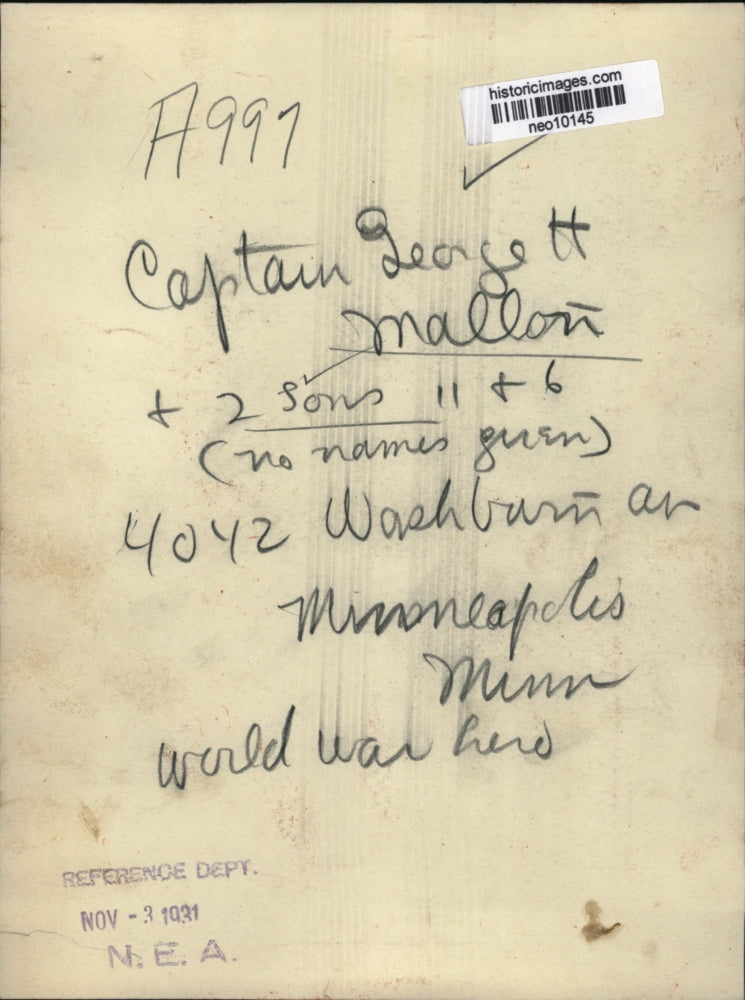 historicimages.com
neo10145
A997
Captain George H
Mallon
+ 2 sons 11 + 6
(no names given)
4042 Washburn av
Minneapolis
Minn
world war hero
REFERENCE DEPT.
NOV - 3 1931
N. E. A.